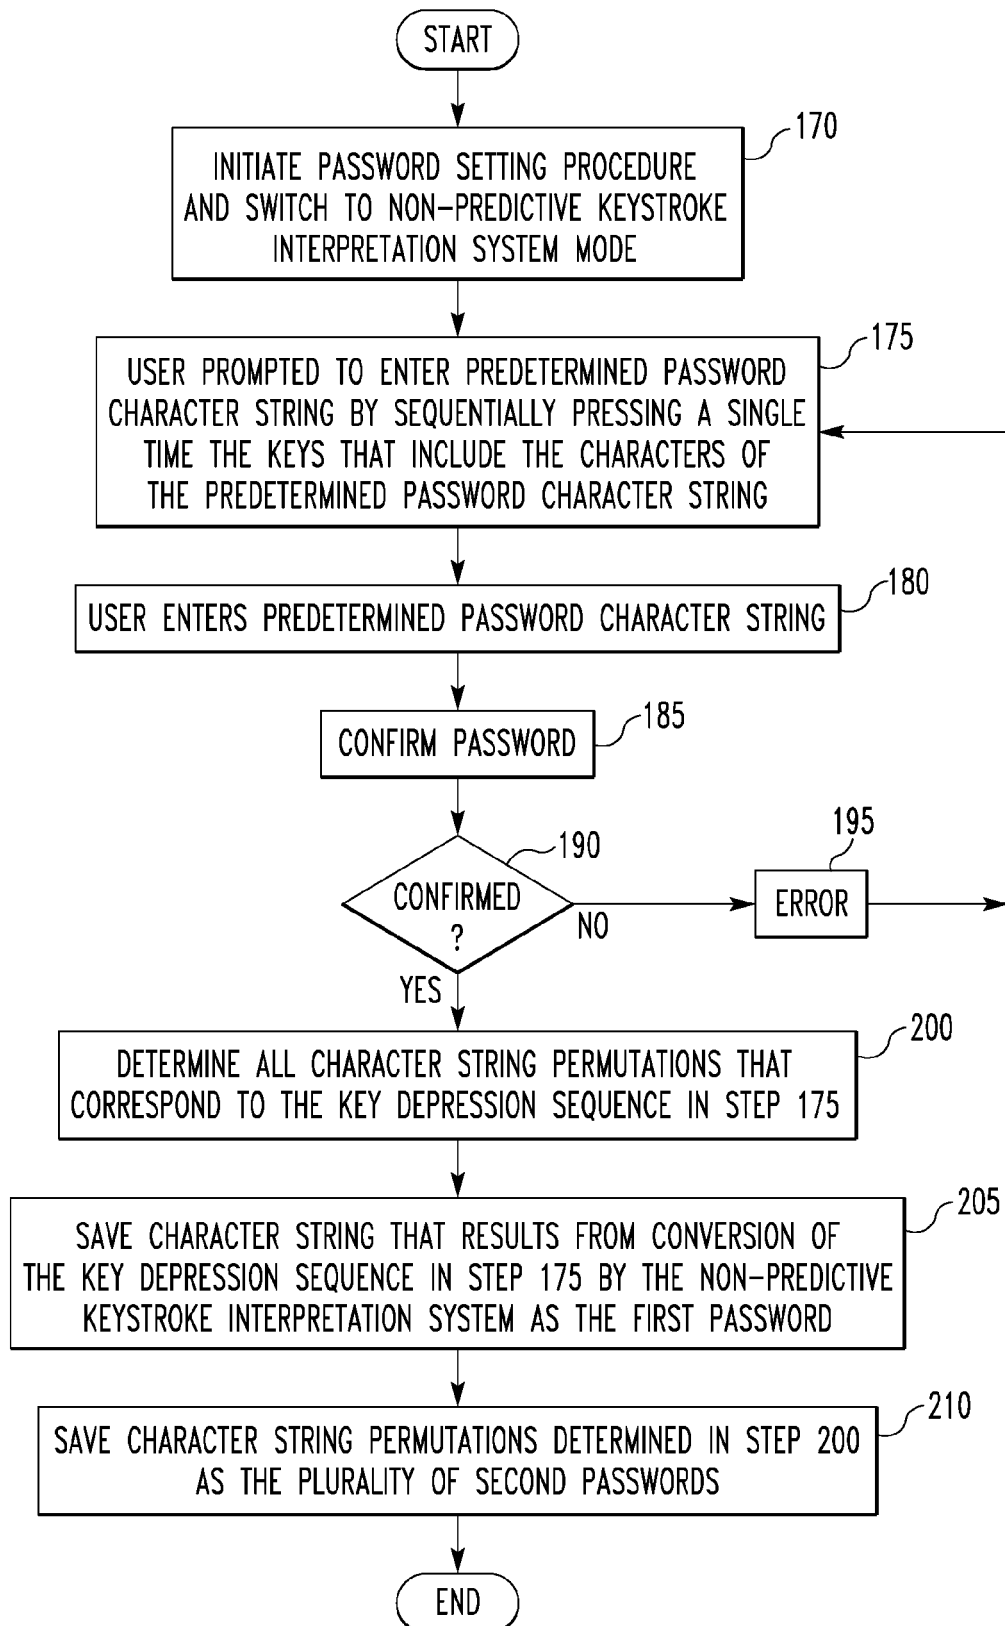 START
170
INITIATE PASSWORD SETTING PROCEDURE
AND SWITCH TO NON-PREDICTIVE KEYSTROKE
INTERPRETATION SYSTEM MODE
175
USER PROMPTED TO ENTER PREDETERMINED PASSWORD
CHARACTER STRING BY SEQUENTIALLY PRESSING A SINGLE
TIME THE KEYS THAT INCLUDE THE CHARACTERS OF
THE PREDETERMINED PASSWORD CHARACTER STRING
180
USER ENTERS PREDETERMINED PASSWORD CHARACTER STRING
185
CONFIRM PASSWORD
190
CONFIRMED
?
NO
195
ERROR
YES
200
DETERMINE ALL CHARACTER STRING PERMUTATIONS THAT
CORRESPOND TO THE KEY DEPRESSION SEQUENCE IN STEP 175
205
SAVE CHARACTER STRING THAT RESULTS FROM CONVERSION OF
THE KEY DEPRESSION SEQUENCE IN STEP 175 BY THE NON-PREDICTIVE
KEYSTROKE INTERPRETATION SYSTEM AS THE FIRST PASSWORD
210
SAVE CHARACTER STRING PERMUTATIONS DETERMINED IN STEP 200
AS THE PLURALITY OF SECOND PASSWORDS
END